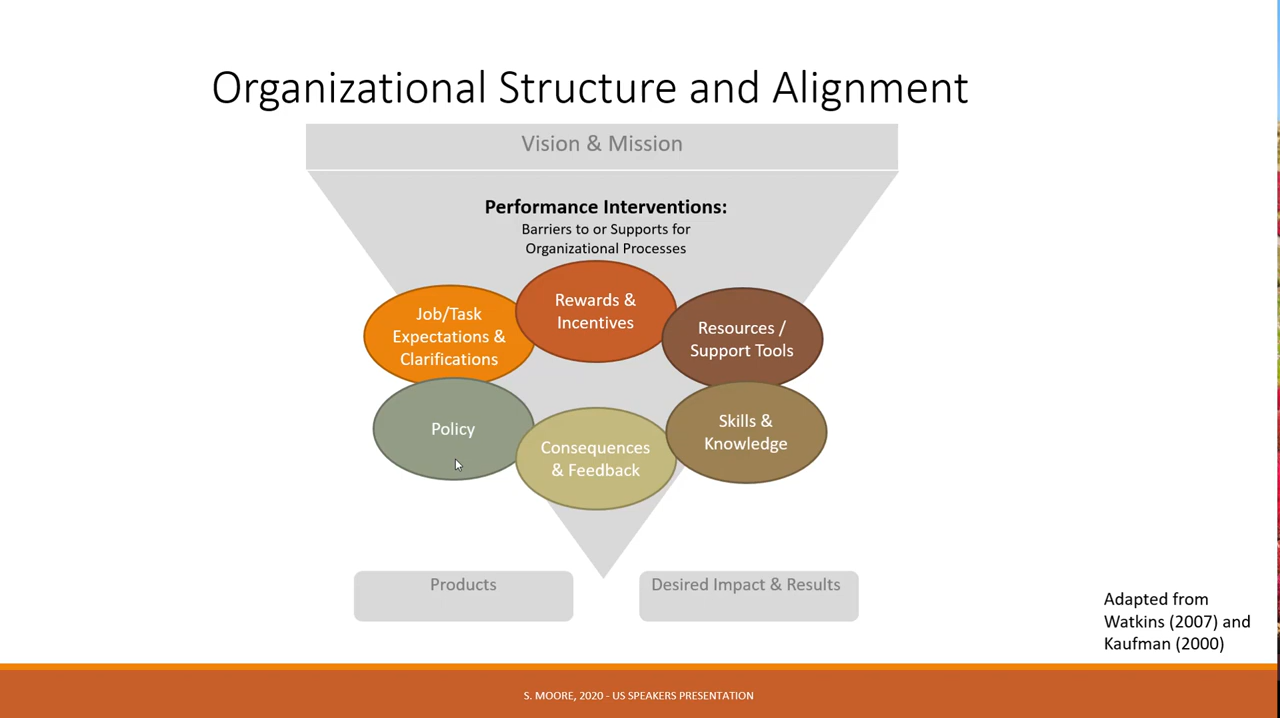 Organizational Structure and Alignment
Vision & Mission
Performance Interventions:
Barriers to or Supports for
Organizational Processes
Job/Task
Expectations &
Clarifications
Rewards &
Incentives
Resources /
Support Tools
Policy
Consequences
& Feedback
Skills &
Knowledge
Products
Desired Impact & Results
Adapted from
Watkins (2007) and
Kaufman (2000)
S. MOORE, 2020 - US SPEAKERS PRESENTATION